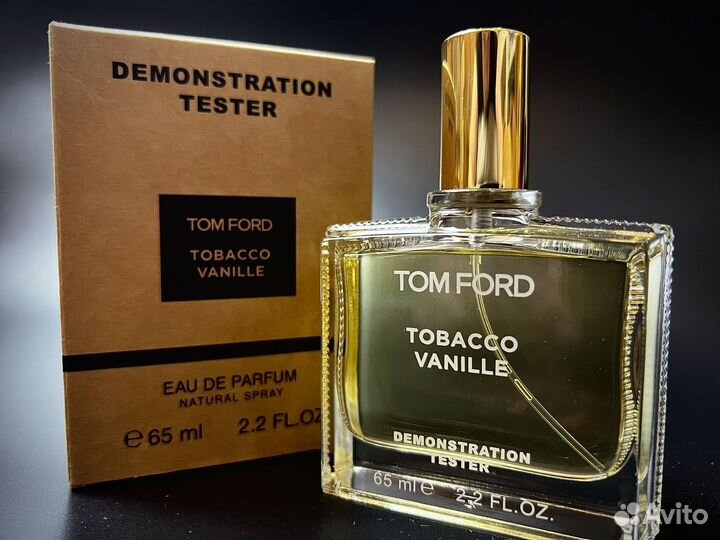 DEMONSTRATION
TESTER
TOM FORD
TOBACCO
VANILLE
EAU DE PARFUM
NATURAL SPRAY
e 65 ml 2.2 FL.OZ
TOM FORD
TOBACCO
VANILLE
DEMONSTRATION
TESTER
65 ml e 2.2 FL.OZ.
Avito